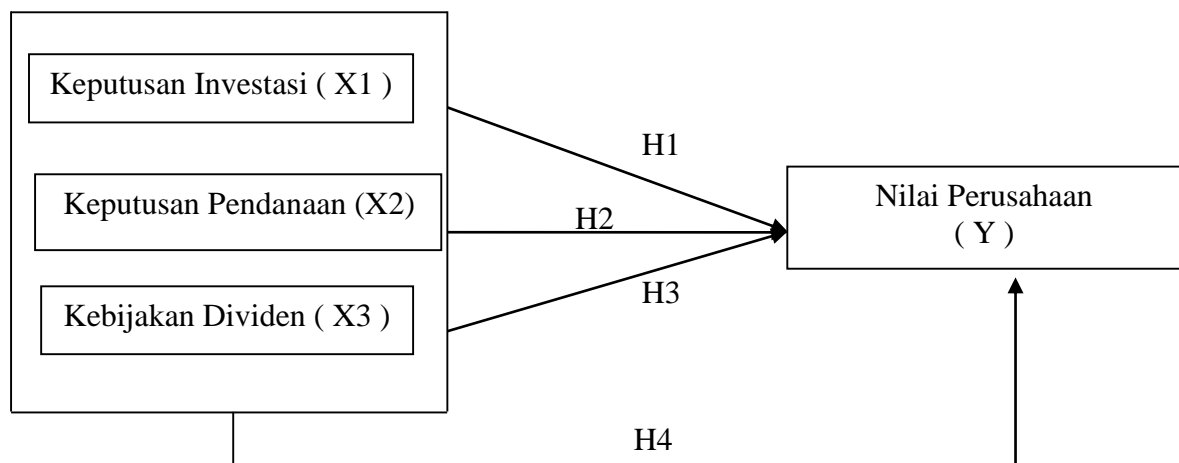 Keputusan Investasi ( X1 )
H1
Keputusan Pendanaan (X2)
H2
Nilai Perusahaan
( Y )
Kebijakan Dividen ( X3 )
H3
H4